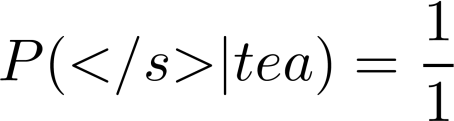 P(</s>|tea) = 1/1